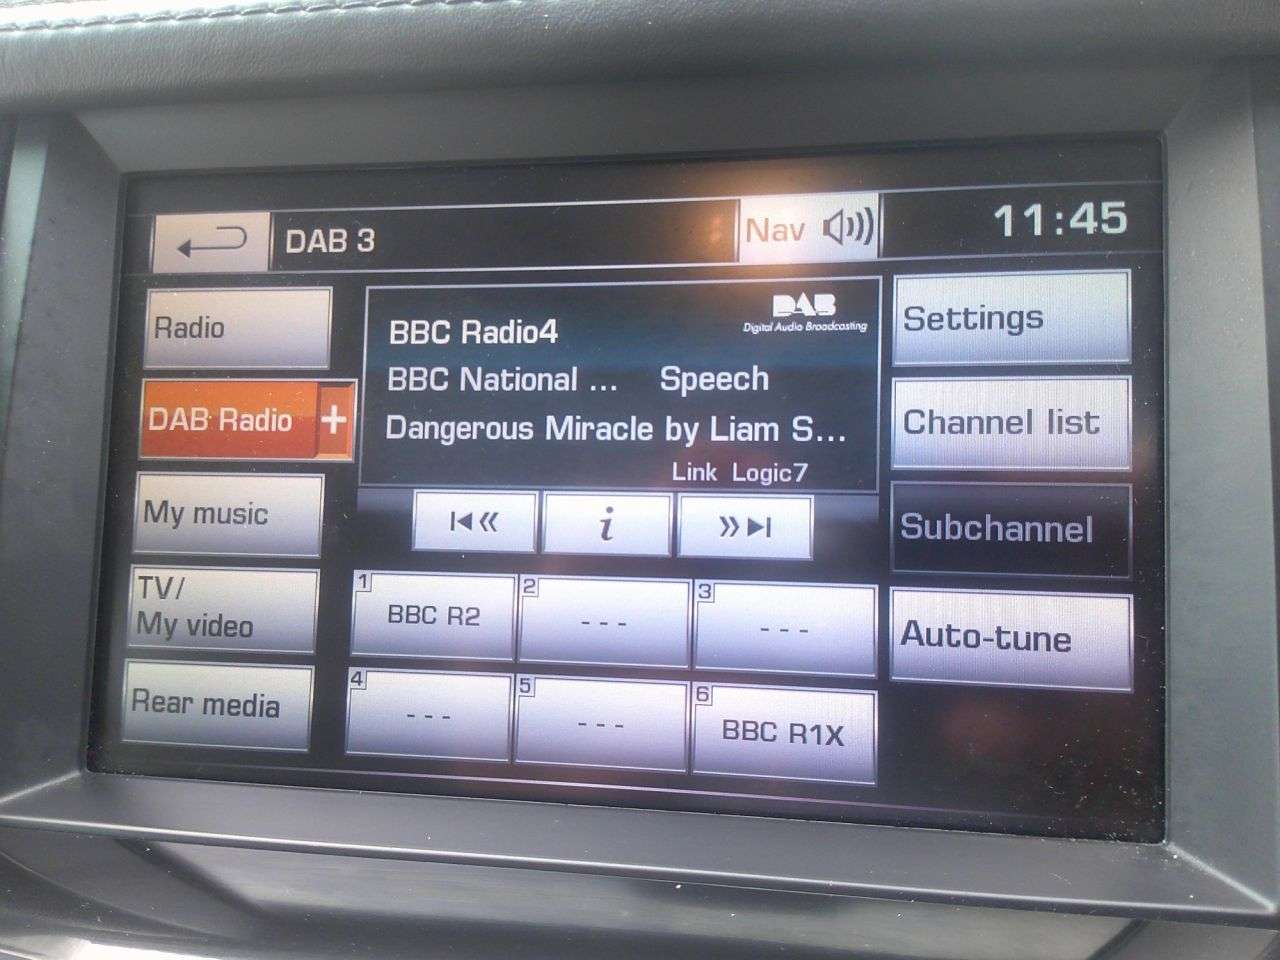 DAB 3
Nav
11:45
Radio
DAB Radio +
My music
TV/
My video
Rear media
DAB
Digital Audio Broadcasting
BBC Radio4
BBC National ... Speech
Dangerous Miracle by Liam S...
Link Logic7
i
1
BBC R2
2
---
3
---
4
---
5
---
6
BBC R1X
Settings
Channel list
Subchannel
Auto-tune